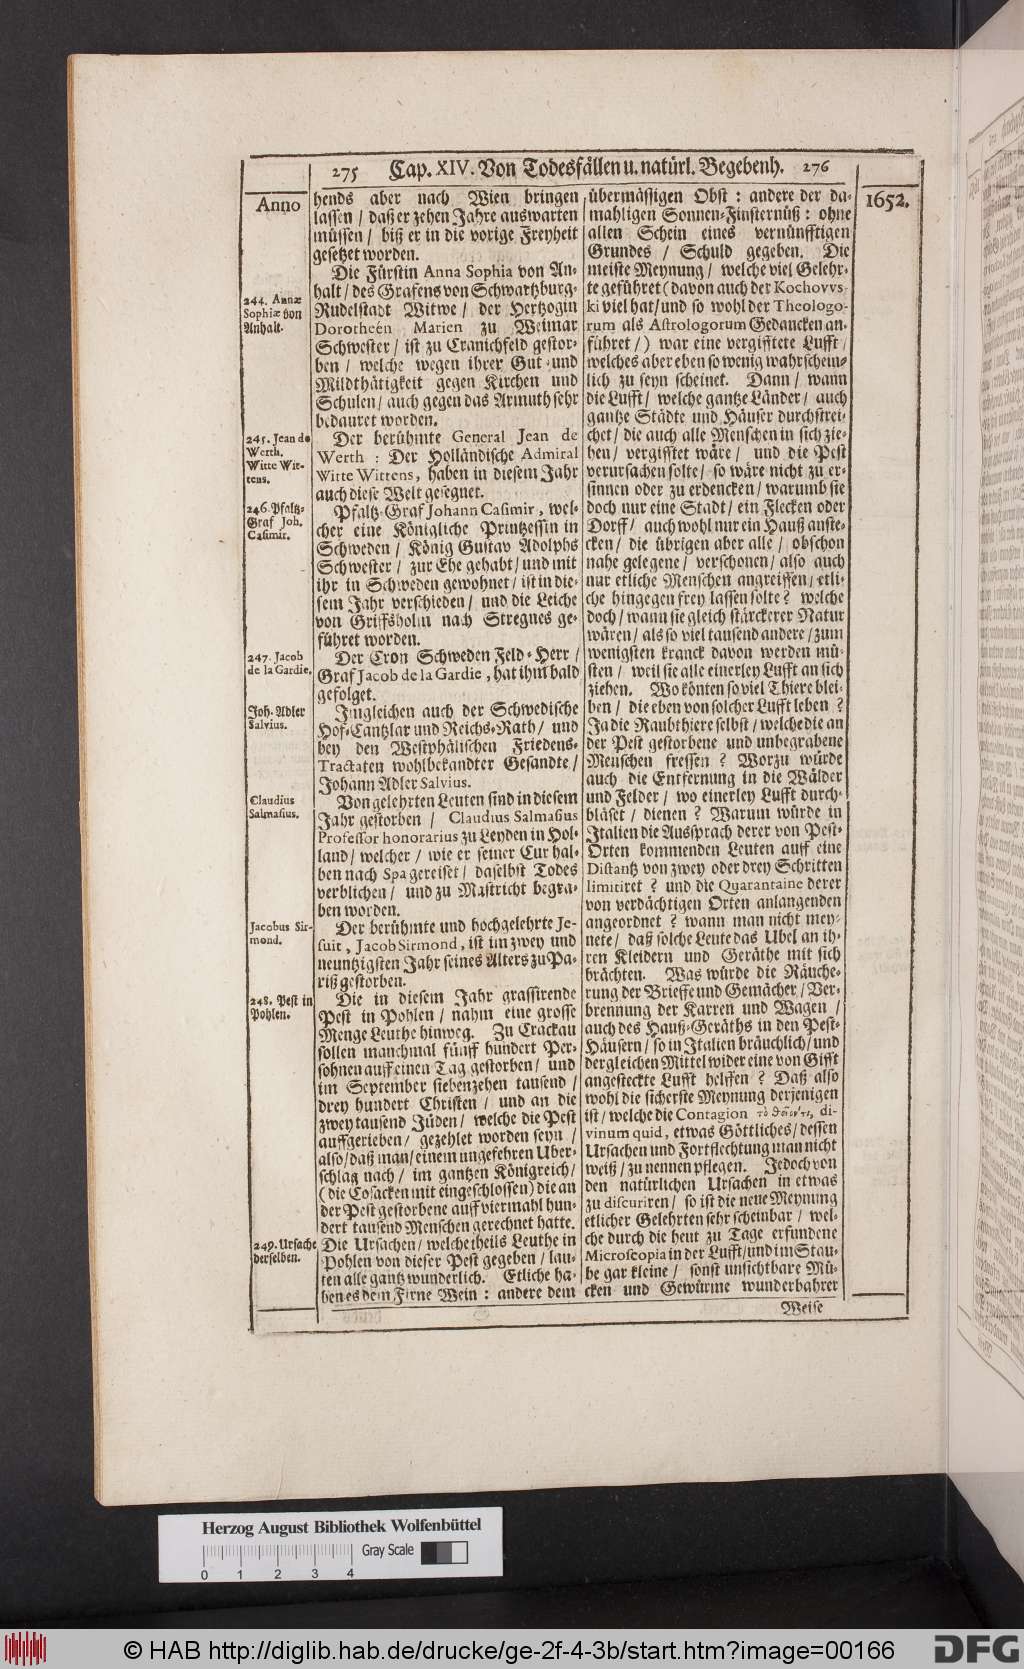 275 Cap. XIV. Von Todesfällen u. natürl. Begebenh. 276
Anno
1652.
hends aber nach Wien bringen
lassen / daß er zehen Jahre auswarten
müssen / biß er in die vorige Freyheit
gesetzet worden.
244. Annæ
Sophiæ von
Anhalt.
Die Fürstin Anna Sophia von An-
halt / des Grafens von Schwartzburg-
Rudelstadt Witwe / der Hertzogin
Dorotheen Marien zu Weimar
Schwester / ist zu Cranichfeld gestor-
ben / welche wegen ihrer Gut- und
Mildthätigkeit gegen Kirchen und
Schulen / auch gegen das Armuth sehr
bedauret worden.
245. Jean de
Werth.
Witte Wit-
tens.
Der berühmte General Jean de
Werth : Der Holländische Admiral
Witte Wittens, haben in diesem Jahr
auch diese Welt gesegnet.
246. Pfaltz-
Graf Joh.
Casimir.
Pfaltz-Graf Johann Casimir, wel-
cher eine Königliche Printzessin in
Schweden / König Gustav Adolphs
Schwester / zur Ehe gehabt / und mit
ihr in Schweden gewohnet / ist in die-
sem Jahr verschieden / und die Leiche
von Griffsholm nach Stregnes ge-
führet worden.
247. Jacob
de la Gardie.
Der Cron Schweden Feld-Herr /
Graf Jacob de la Gardie, hat ihm bald
gefolget.
Joh. Adler
Salvius.
Jngleichen auch der Schwedische
Hof-Cantzlar und Reichs-Rath / und
bey den Westphälischen Friedens-
Tractaten wohlbekandter Gesandte /
Johann Adler Salvius.
Claudius
Salmasius.
Von gelehrten Leuten sind in diesem
Jahr gestorben / Claudius Salmasius
Professor honorarius zu Leyden in Hol-
land / welcher / wie er seiner Cur hal-
ben nach Spa gereiset / daselbst Todes
verblichen / und zu Mastricht begra-
ben worden.
Jacobus Sir-
mond.
Der berühmte und hochgelehrte Je-
suit, Jacob Sirmond, ist im zwey und
neuntzigsten Jahr seines Alters zu Pa-
riß gestorben.
248. Pest in
Pohlen.
Die in diesem Jahr grassirende
Pest in Pohlen / nahm eine grosse
Menge Leuthe hinweg. Zu Crackau
sollen manchmal fünff hundert Per-
sohnen auff einen Tag gestorben / und
im September siebenzehen tausend /
drey hundert Christen / und an die
zwey tausend Jüden / welche die Pest
auffgerieben / gezehlet worden seyn /
also / daß man / einem ungefehren Uber-
schlag nach / im gantzen Königreich /
(die Cosacken mit eingeschlossen) die an
der Pest gestorbene auff viermahl hun-
dert tausend Menschen gerechnet hatte.
249. Ursache
derselben.
Die Ursachen / welche theils Leuthe in
Pohlen von dieser Pest gegeben / lau-
ten alle gantz wunderlich. Etliche ha-
ben es dem Firne Wein : andere dem
übermässigen Obst : andere der da-
mahligen Sonnen-Finsternüß : ohne
allen Schein eines vernünfftigen
Grundes / Schuld gegeben. Die
meiste Meynung / welche viel Gelehr-
te geführet (davon auch der Kochovvs-
ki viel hat / und so wohl der Theologo-
rum als Astrologorum Gedancken an-
führet /) war eine vergifftete Lufft /
welches aber eben so wenig wahrschein-
lich zu seyn scheinet. Dann / wann
die Lufft / welche gantze Länder / auch
gantze Städte und Häuser durchstrei-
chet / die auch alle Menschen in sich zie-
hen / vergifftet wäre / und die Pest
verursachen solte / so wäre nicht zu er-
sinnen oder zu erdencken / warumb sie
doch nur eine Stadt / ein Flecken oder
Dorff / auch wohl nur ein Hauß anste-
cken / die übrigen aber alle / obschon
nahe gelegene / verschonen / also auch
nur etliche Menschen angreiffen / etli-
che hingegen frey lassen solte? welche
doch / wann sie gleich stärckerer Natur
wären / als so viel tausend andere / zum
wenigsten kranck davon werden mü-
sten / weil sie alle einerley Lufft an sich
ziehen. Wo könten so viel Thiere blei-
ben / die eben von solcher Lufft leben?
Ja die Raubthiere selbst / welche die an
der Pest gestorbene und unbegrabene
Menschen fressen? Worzu würde
auch die Entfernung in die Wälder
und Felder / wo einerley Lufft durch-
bläset / dienen? Warum würde in
Italien die Aussprach derer von Pest-
Orten kommenden Leuten auff eine
Distantz von zwey oder drey Schritten
limitiret? und die Quarantaine derer
von verdächtigen Orten anlangenden
angeordnet? wann man nicht mey-
nete / daß solche Leute das Ubel an ih-
ren Kleidern und Geräthe mit sich
brächten. Was würde die Räuche-
rung der Brieffe und Gemächer / Ver-
brennung der Karren und Wagen /
auch des Hauß-Geräths in den Pest-
Häusern / so in Italien bräuchlich / und
dergleichen Mittel wider eine von Gifft
angesteckte Lufft helffen? Daß also
wohl die sicherste Meynung derjenigen
ist / welche die Contagion di-
vinum quid, etwas Göttliches / dessen
Ursachen und Fortflechtung man nicht
weiß / zu nennen pflegen. Jedoch von
den natürlichen Ursachen in etwas
zu discuriren / so ist die neue Meynung
etlicher Gelehrten sehr scheinbar / wel-
che durch die heut zu Tage erfundene
Microscopia in der Lufft / und im Stau-
be gar kleine / sonst unsichtbare Mü-
cken und Gewürme wunderbahrer
Weise
Herzog August Bibliothek Wolfenbüttel
Gray Scale
0 1 2 3 4
© HAB http://diglib.hab.de/drucke/ge-2f-4-3b/start.htm?image=00166
DFG